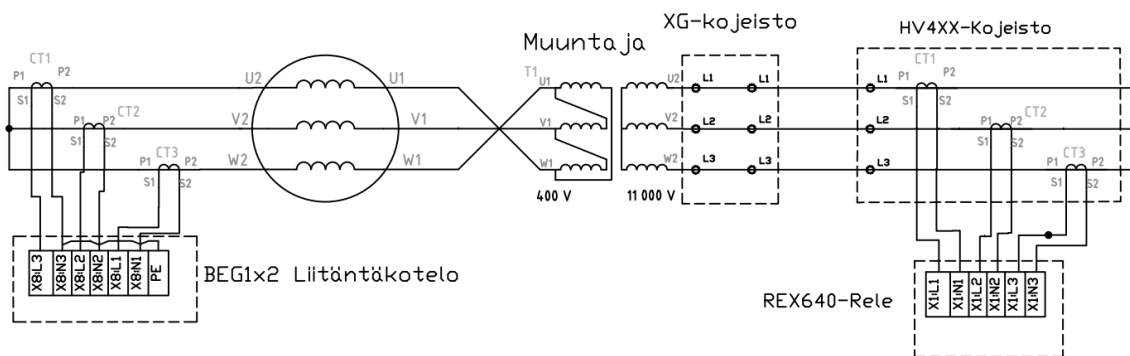 XG-kojeisto
HV4XX-Kojeisto
Muuntaja
CT1
P1 P2
S1 S2
CT2
P1 P2
S1 S2
CT3
P1 P2
S1 S2
U2 U1
V2 V1
W2 W1
T1
U1 U2
V1 V2
W1 W2
400 V 11 000 V
L1 L1
L2 L2
L3 L3
L1
L2
L3
CT1
P1 P2
S1 S2
CT2
P1 P2
S1 S2
CT3
P1 P2
S1 S2
X8:L3
X8:N3
X8:L2
X8:N2
X8:L1
X8:N1
PE
BEG1x2 Liitäntäkotelo
REX640-Rele
X1:L1
X1:N1
X1:L2
X1:N2
X1:L3
X1:N3